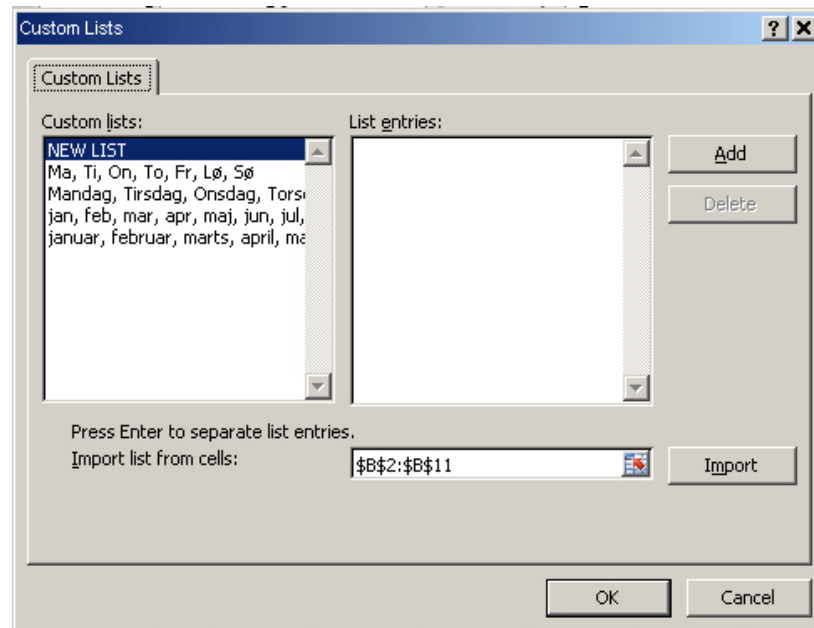 Custom Lists
Custom Lists
Custom lists:
List entries:
NEW LIST
Ma, Ti, On, To, Fr, Lø, Sø
Mandag, Tirsdag, Onsdag, Tors
jan, feb, mar, apr, maj, jun, jul,
januar, februar, marts, april, ma
Add
Delete
Press Enter to separate list entries.
Import list from cells:
$B$2:$B$11
Import
OK
Cancel